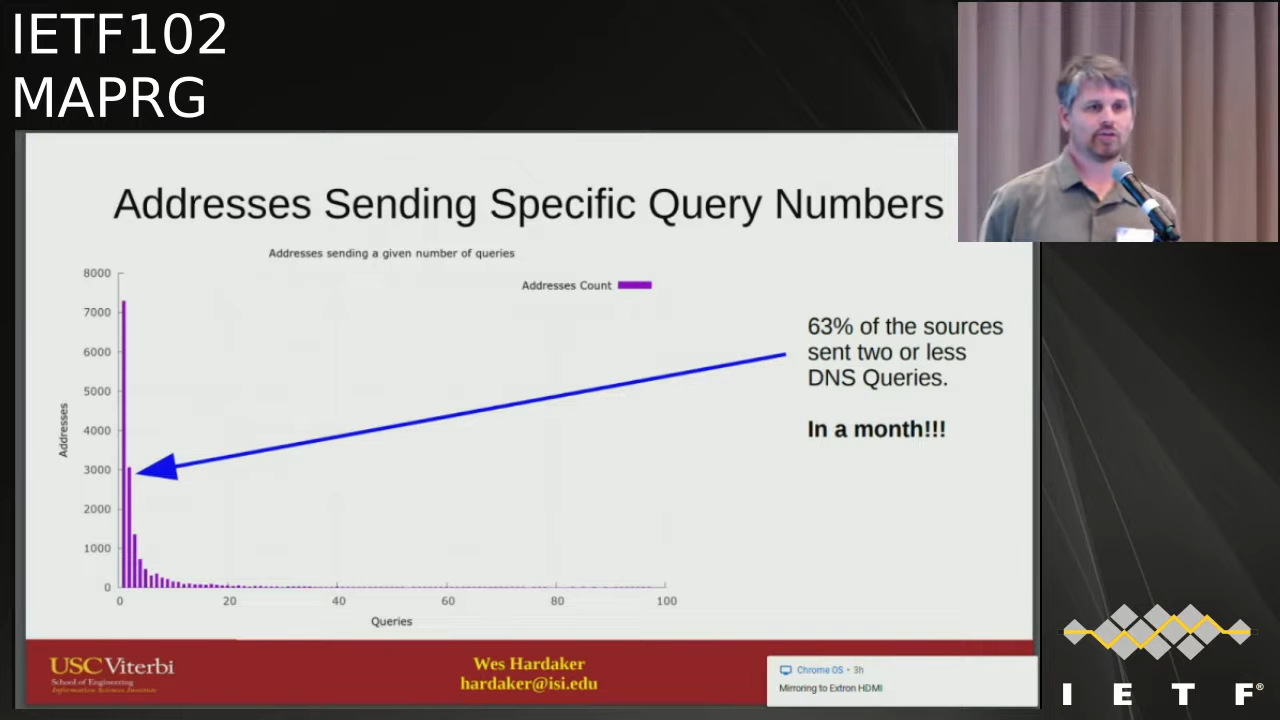 IETF102
MAPRG
Addresses Sending Specific Query Numbers
Addresses sending a given number of queries
Addresses Count
8000
7000
6000
5000
4000
3000
2000
1000
0
Addresses
0 20 40 60 80 100
Queries
63% of the sources
sent two or less
DNS Queries.
In a month!!!
USC Viterbi
School of Engineering
Information Sciences Institute
Wes Hardaker
hardaker@isi.edu
Chrome OS • 3h
Mirroring to Extron HDMI
I E T F®